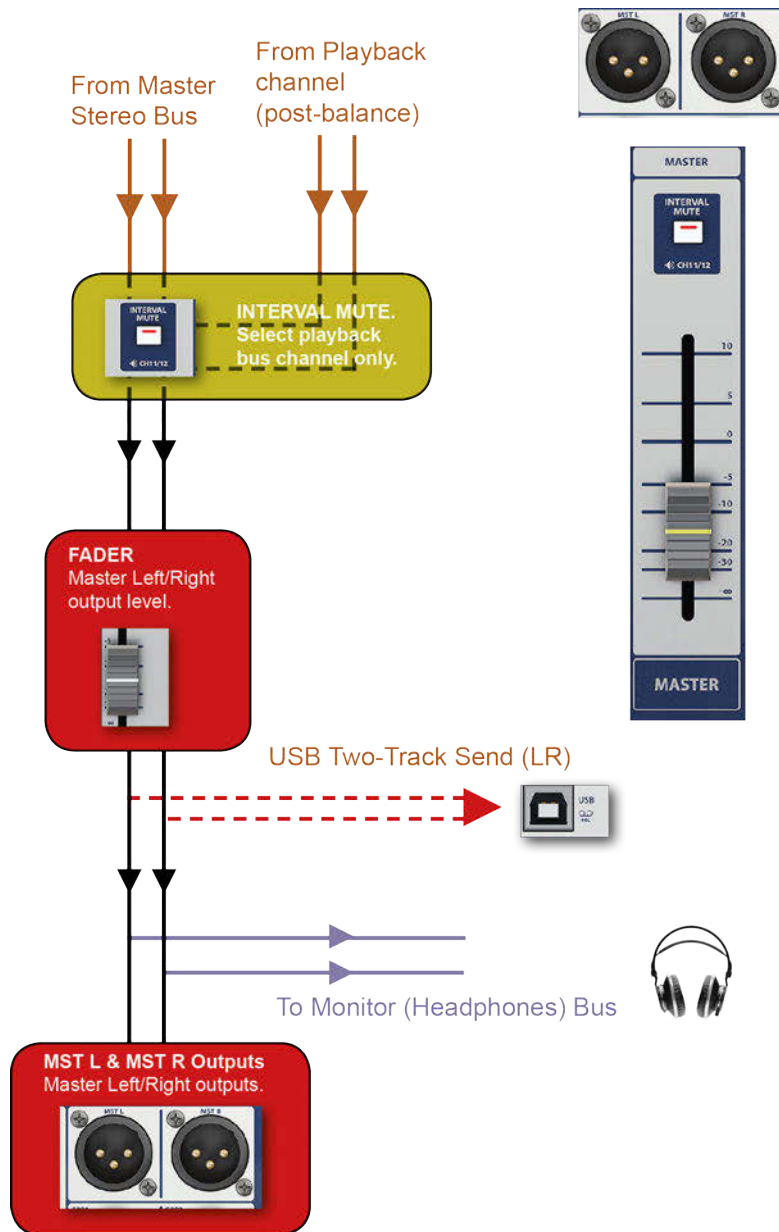 From Master
Stereo Bus
From Playback
channel
(post-balance)
MST L
MST R
MASTER
INTERVAL
MUTE
CH11/12
10
5
0
-5
-10
-20
-30
∞
MASTER
INTERVAL
MUTE
CH11/12
INTERVAL MUTE.
Select playback
bus channel only.
FADER
Master Left/Right
output level.
∞
USB Two-Track Send (LR)
USB
To Monitor (Headphones) Bus
MST L & MST R Outputs
Master Left/Right outputs.
MST L
MST R